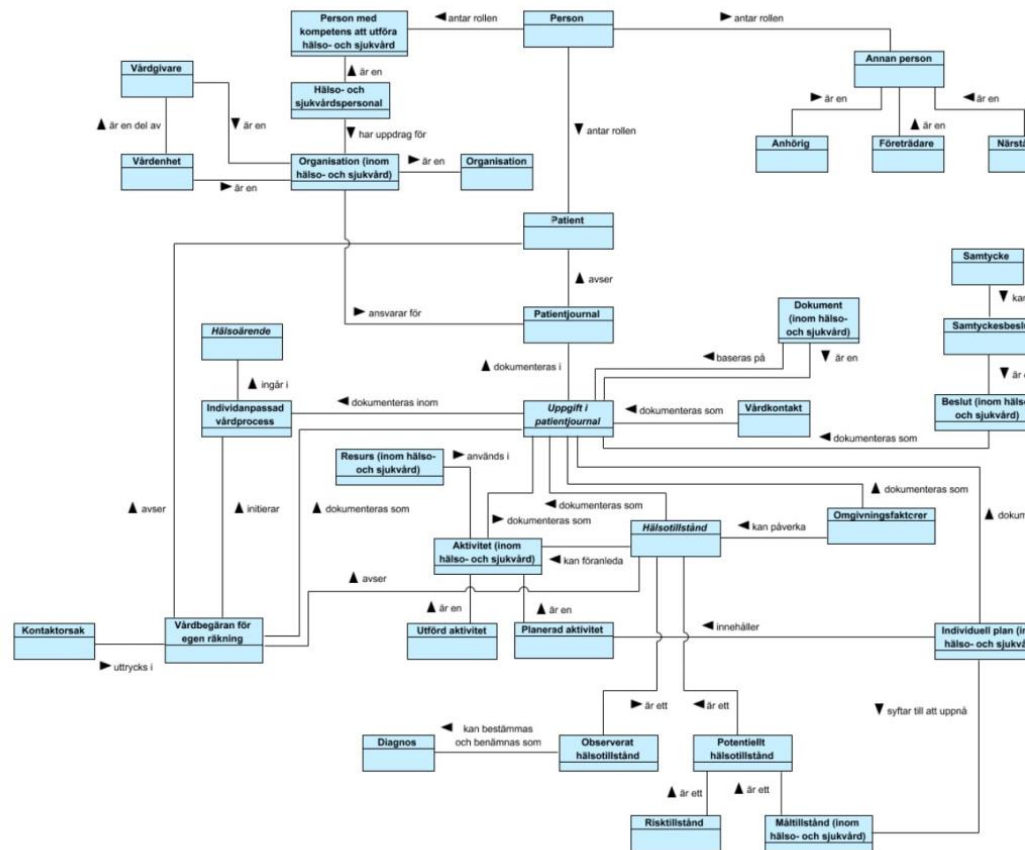 Person med
kompetens att utföra
hälso- och sjukvård
antar rollen
Person
antar rollen
Annan person
Vårdgivare
är en
Hälso- och
sjukvårdspersonal
är en
är en
är en del av
är en
har uppdrag för
är en
Anhörig
Företrädare
Vårdenhet
Organisation (inom
hälso- och sjukvård)
är en
Organisation
är en
antar rollen
Patient
avser
Samtycke
Dokument
(inom hälso-
och sjukvård)
ansvarar för
Patientjournal
Hälsoärende
baseras på
är en
dokumenteras i
ingår i
Individanpassad
vårdprocess
dokumenteras inom
Uppgift i
patientjournal
dokumenteras som
Vårdkontakt
Beslut (inom
och sjukvård)
dokumenteras som
Resurs (inom hälso-
och sjukvård)
används i
avser
initierar
dokumenteras som
dokumenteras som
dokumenteras som
dokumenteras som
Hälsotillstånd
kan påverka
Omgivningsfaktorer
Aktivitet (inom
hälso- och sjukvård)
kan föranleda
avser
är en
är en
Kontaktorsak
Vårdbegäran för
egen räkning
Utförd aktivitet
Planerad aktivitet
innehåller
Individuell plan
uttrycks i
är ett
är ett
syftar till att uppnå
Diagnos
kan bestämmas
och benämnas som
Observerat
hälsotillstånd
Potentiellt
hälsotillstånd
är ett
är ett
Risktillstånd
Måltillstånd (inom
hälso- och sjukvård)